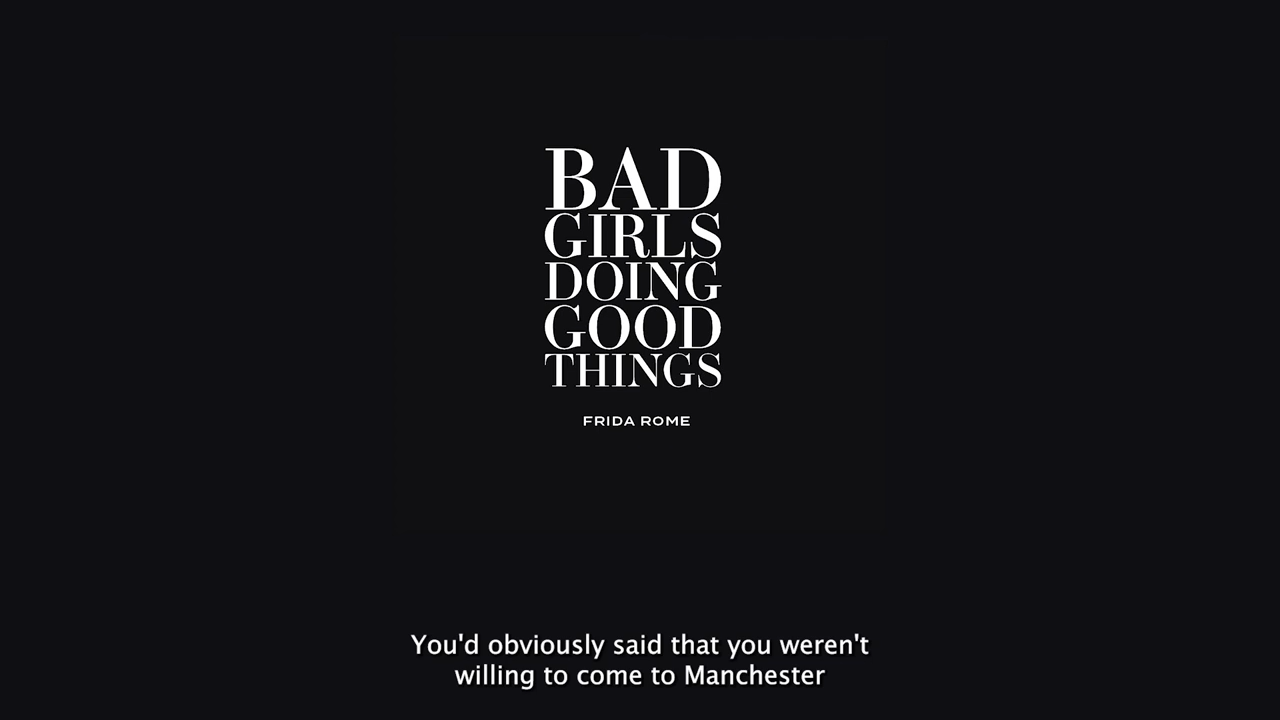 BAD
GIRLS
DOING
GOOD
THINGS
FRIDA ROME
You'd obviously said that you weren't
willing to come to Manchester